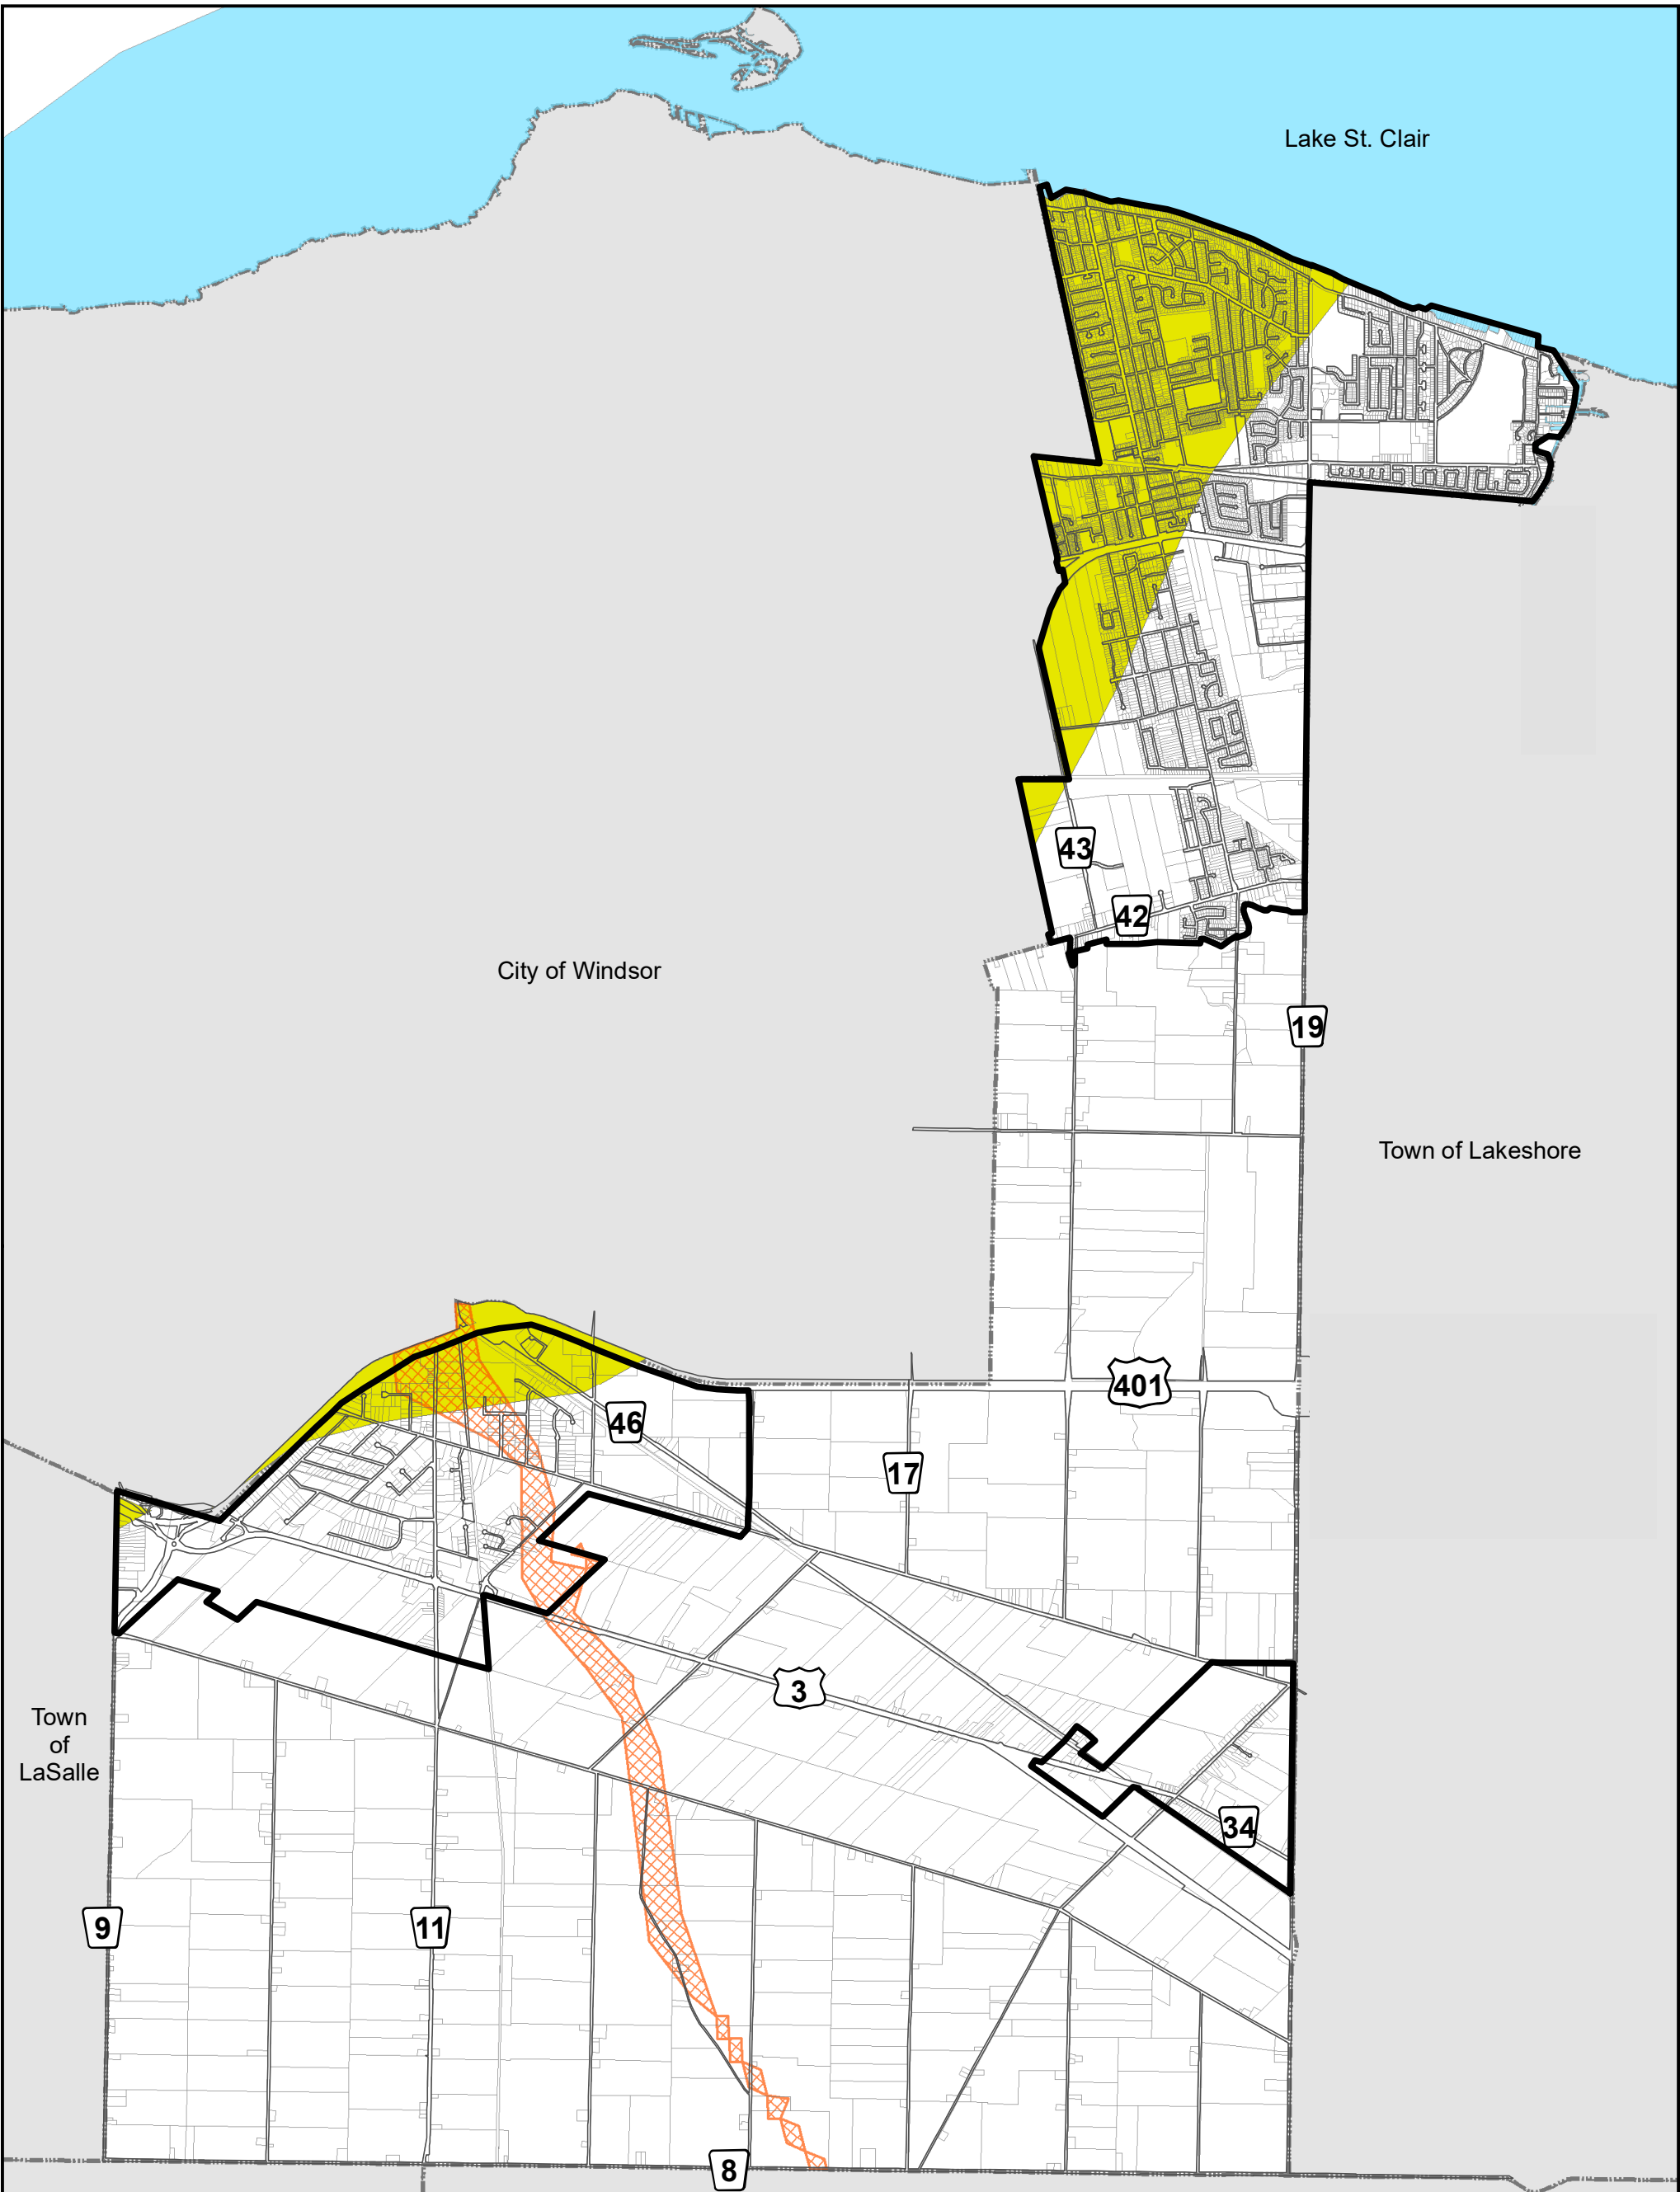 Lake St. Clair
43
42
City of Windsor
19
Town of Lakeshore
401
46
17
3
Town
of
LaSalle
34
9
11
8